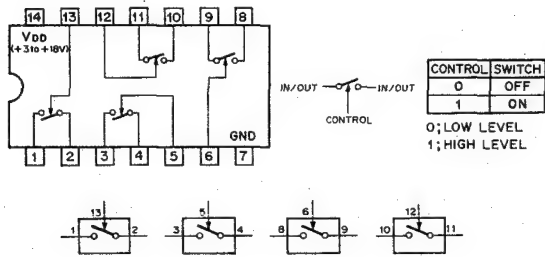 14 13 12 11 10 9 8
VDD
(+3to+18V)
GND
1 2 3 4 5 6 7
IN/OUT IN/OUT
CONTROL
CONTROL SWITCH
0 OFF
1 ON
0;LOW LEVEL
1;HIGH LEVEL
13 5 6 12
1 2 3 4 8 9 10 11